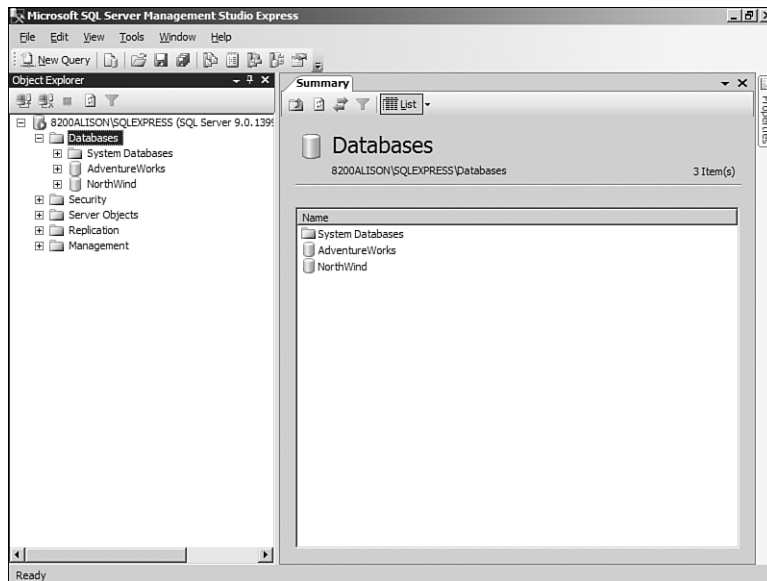 Microsoft SQL Server Management Studio Express
File Edit View Tools Window Help
New Query
Object Explorer
8200ALISON\SQLEXPRESS (SQL Server 9.0.1399
Databases
System Databases
AdventureWorks
NorthWind
Security
Server Objects
Replication
Management
Summary
List
Databases
8200ALISON\SQLEXPRESS\Databases 3 Item(s)
Name
System Databases
AdventureWorks
NorthWind
Properties
Ready